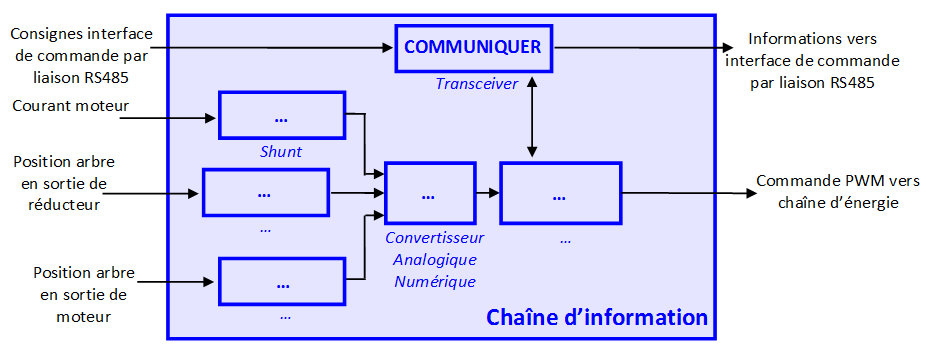 Consignes interface
de commande par
liaison RS485
COMMUNIQUER
Transceiver
Informations vers
interface de commande
par liaison RS485
Courant moteur
...
Shunt
Position arbre
en sortie de
réducteur
...
...
...
Convertisseur
Analogique
Numérique
...
...
Commande PWM vers
chaîne d’énergie
Position arbre
en sortie de
moteur
...
...
Chaîne d’information